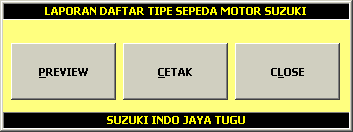 LAPORAN DAFTAR TIPE SEPEDA MOTOR SUZUKI
PREVIEW CETAK CLOSE
SUZUKI INDO JAYA TUGU